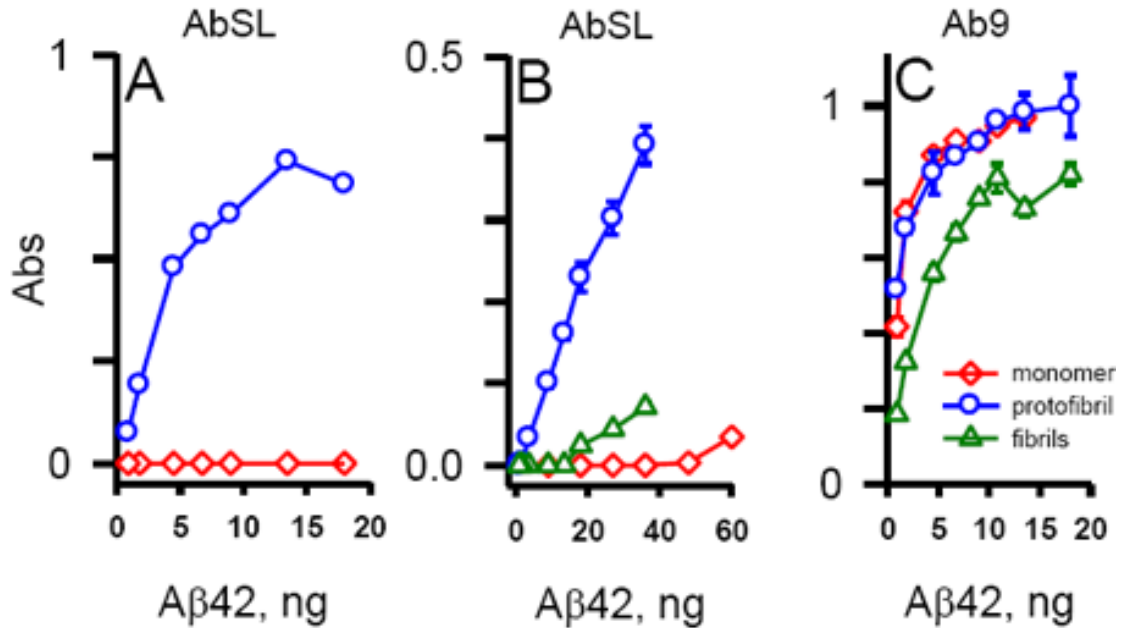 AbSL
AbSL
Ab9
A
B
C
1
0
Abs
0.5
0.0
1
0
monomer
protofibril
fibrils
0 5 10 15 20
0 20 40 60
0 5 10 15 20
Aβ42, ng
Aβ42, ng
Aβ42, ng